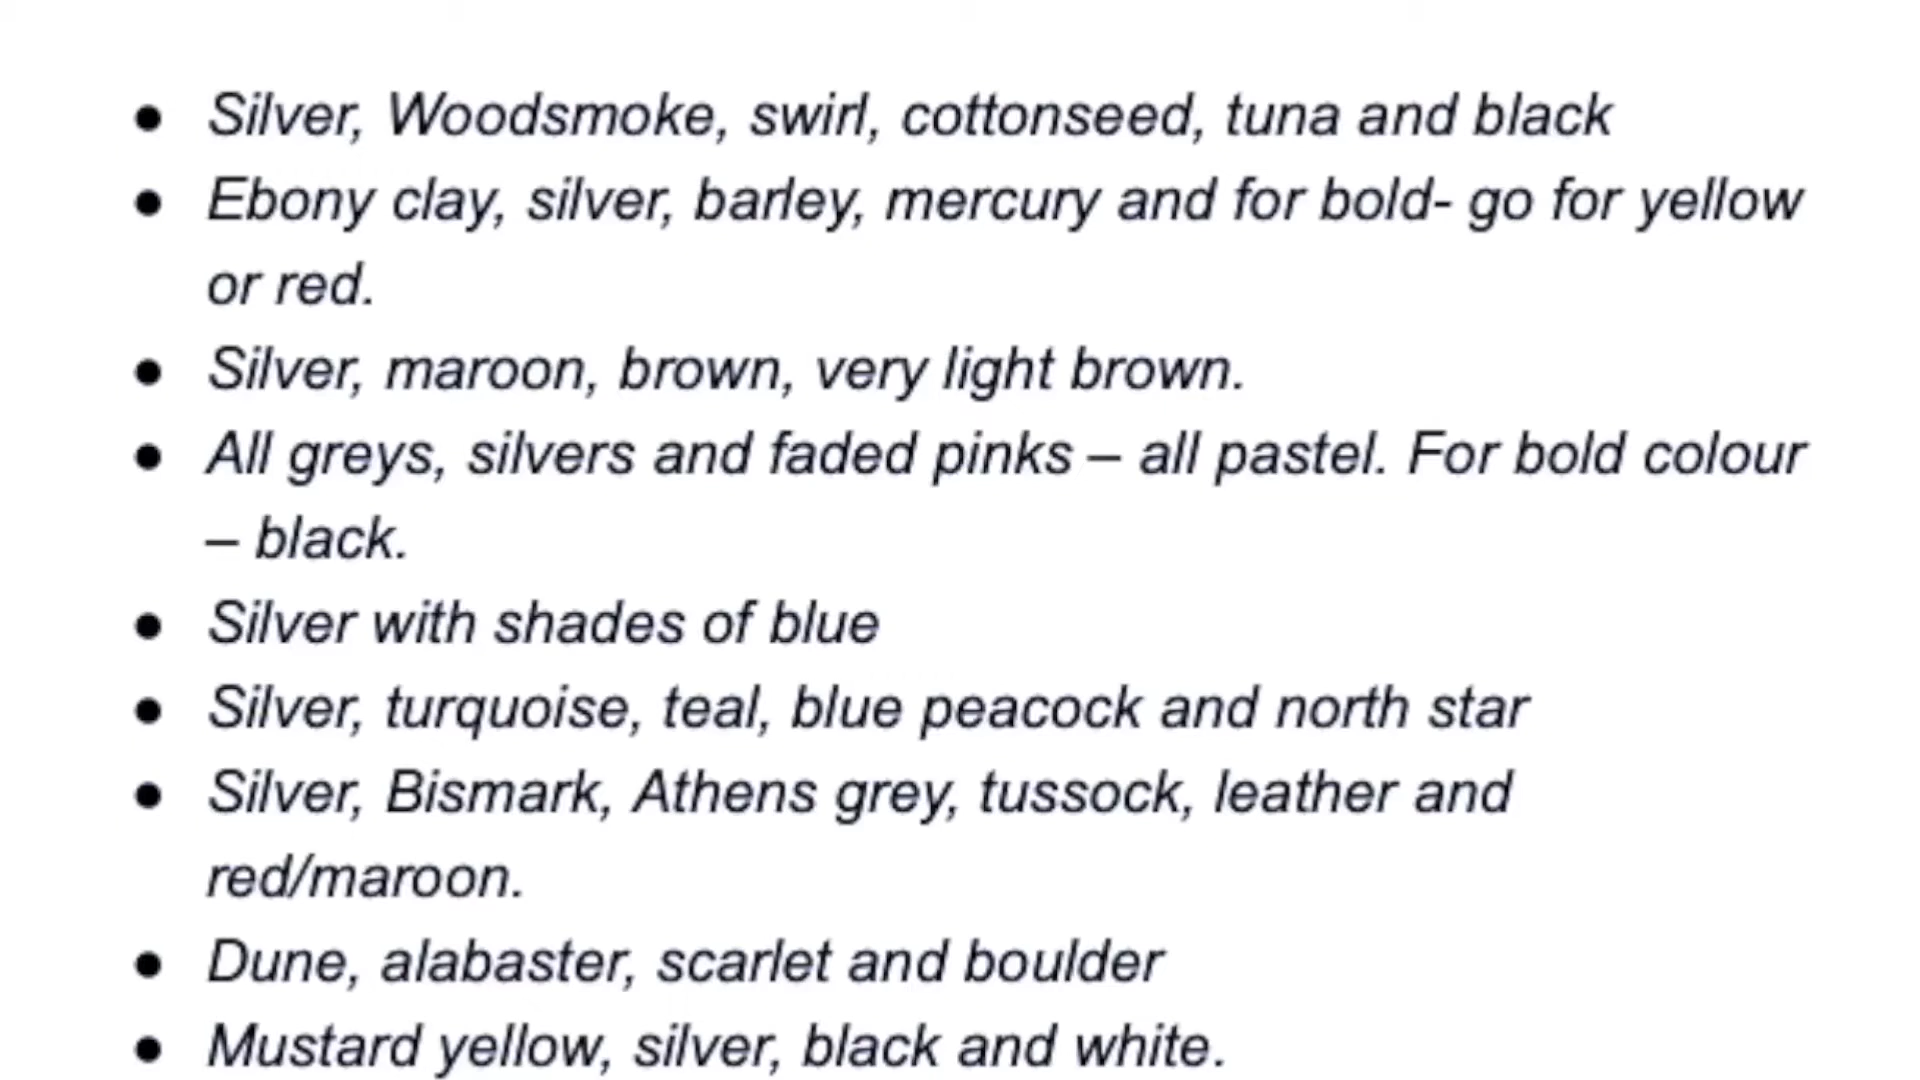 ● Silver, Woodsmoke, swirl, cottonseed, tuna and black
● Ebony clay, silver, barley, mercury and for bold- go for yellow
or red.
● Silver, maroon, brown, very light brown.
● All greys, silvers and faded pinks – all pastel. For bold colour
– black.
● Silver with shades of blue
● Silver, turquoise, teal, blue peacock and north star
● Silver, Bismark, Athens grey, tussock, leather and
red/maroon.
● Dune, alabaster, scarlet and boulder
● Mustard yellow, silver, black and white.